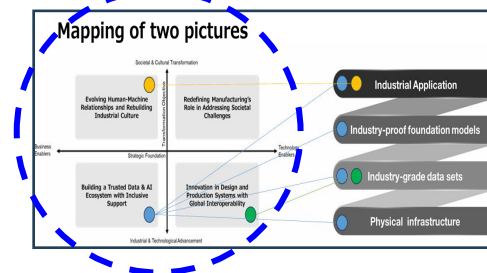 Mapping of two pictures
Societal & Cultural Transformation
Transformation Objective
Evolving Human-Machine
Relationships and Rebuilding
Industrial Culture
Redefining Manufacturing's
Role in Addressing Societal
Challenges
Business
Enablers
Strategic Foundation
Technology
Enablers
Building a Trusted Data & AI
Ecosystem with Inclusive
Support
Innovation in Design and
Production Systems with
Global Interoperability
Industrial & Technological Advancement
Industrial Application
Industry-proof foundation models
Industry-grade data sets
Physical infrastructure